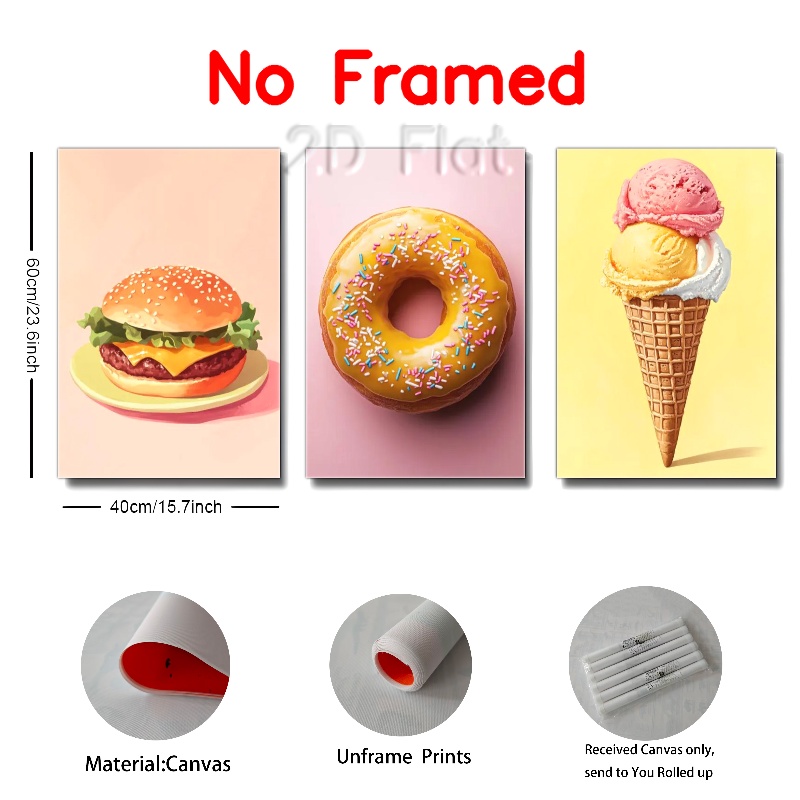 No Framed
2D Flat
60cm/23.6inch
40cm/15.7inch
Material:Canvas
Unframe Prints
Received Canvas only,
send to You Rolled up